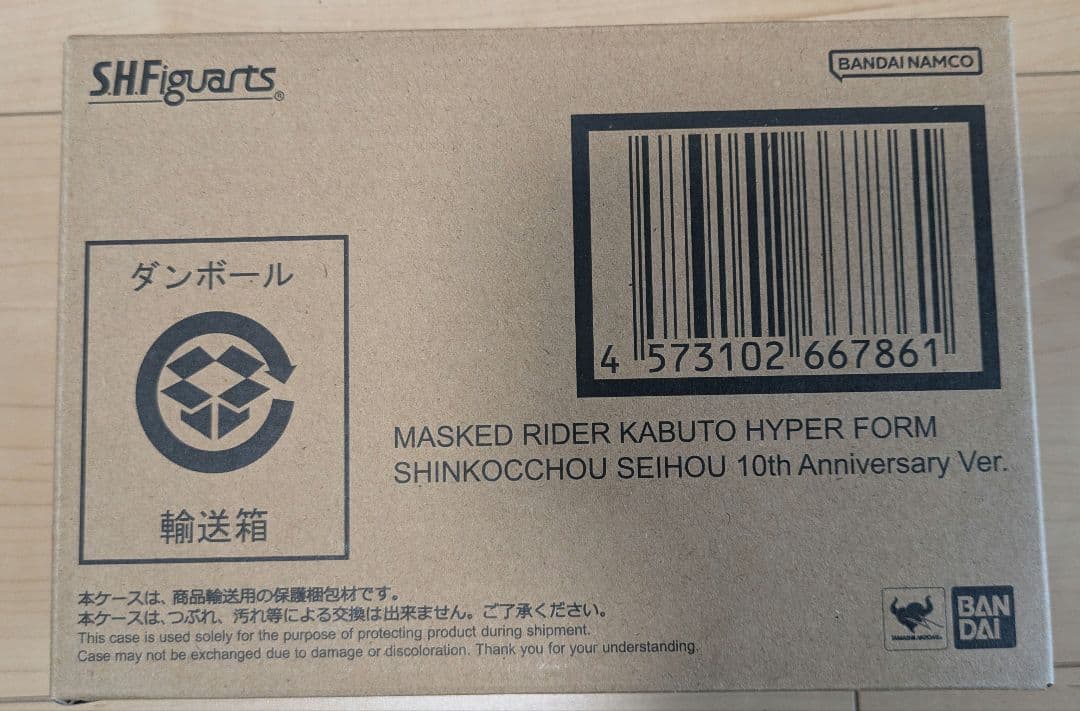 S.H.Figuarts®
BANDAI NAMCO
4 573102 667861
ダンボール
輸送箱
MASKED RIDER KABUTO HYPER FORM
SHINKOCCHOU SEIHOU 10th Anniversary Ver.
本ケースは、商品輸送用の保護梱包材です。
本ケースは、つぶれ、汚れ等による交換は出来ません。ご了承ください。
This case is used solely for the purpose of protecting product during shipment.
Case may not be exchanged due to damage or discoloration. Thank you for your understanding.
TAMASHII NATIONS
BAN
DAI